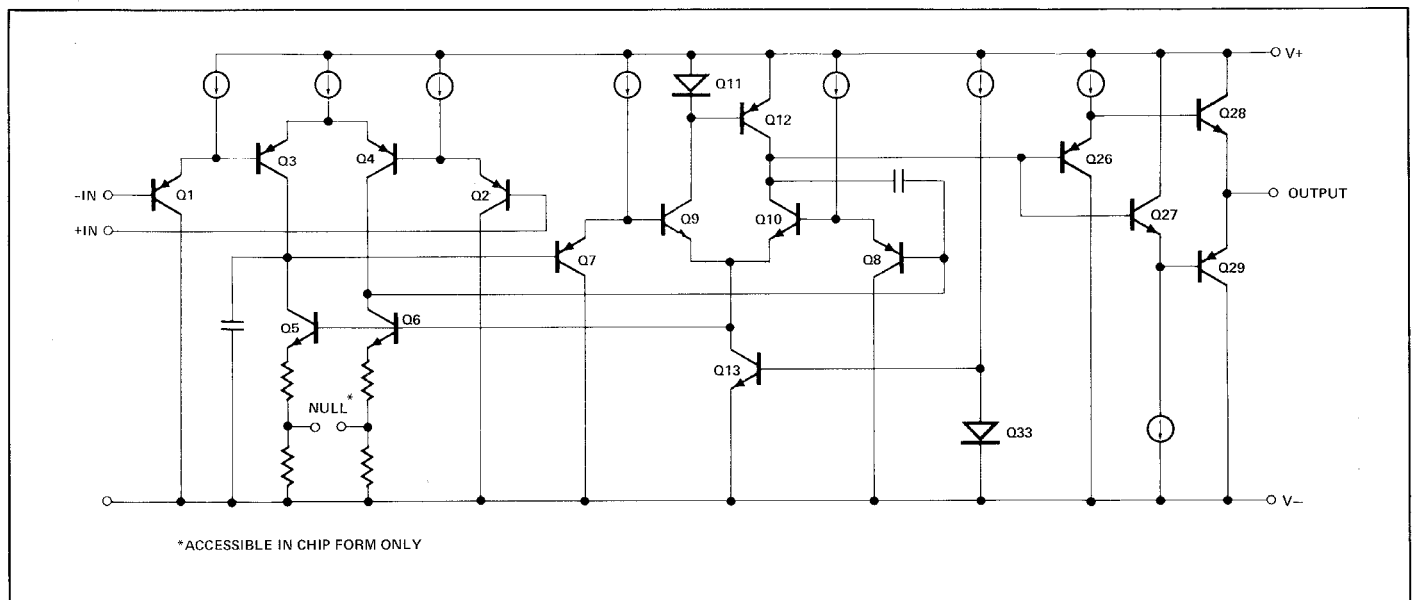 V+
Q11
Q12
Q3
Q4
Q28
Q26
-IN
Q1
Q2
OUTPUT
+IN
Q9
Q10
Q27
Q7
Q8
Q29
Q5
Q6
Q13
NULL*
Q33
V–
*ACCESSIBLE IN CHIP FORM ONLY